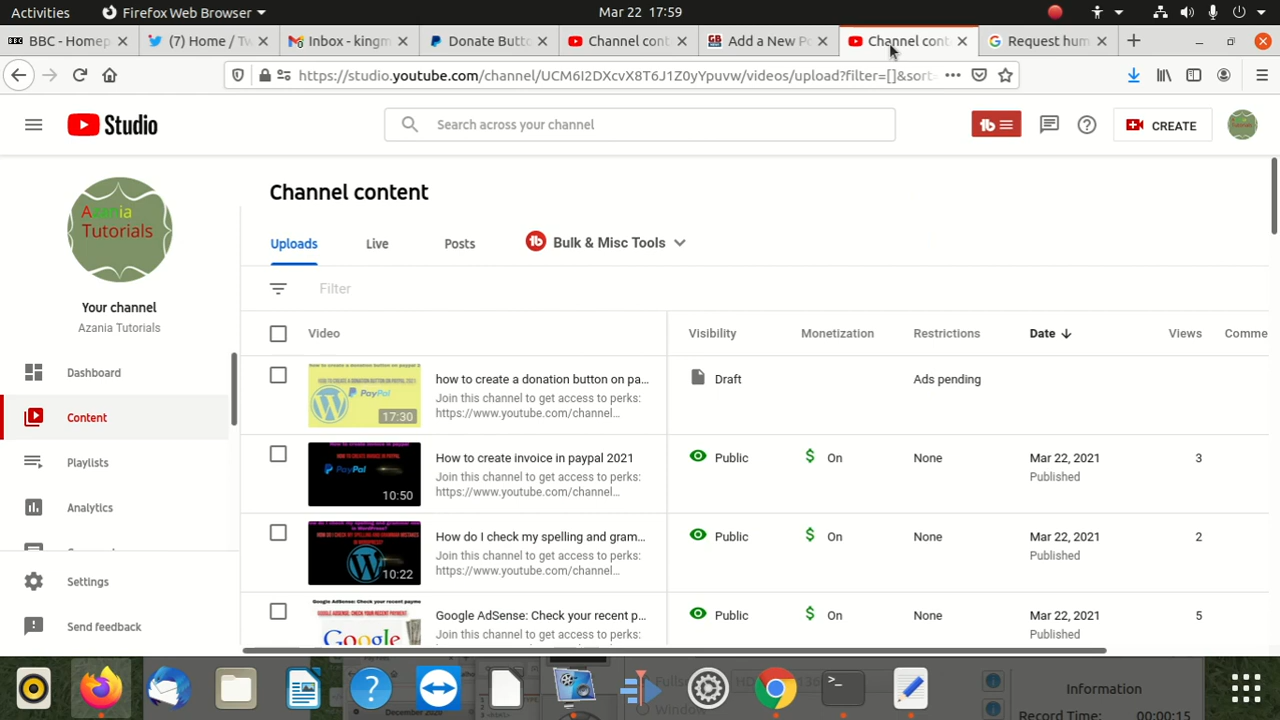 Activities
Firefox Web Browser
Mar 22 17:59
BBC - Homep
(7) Home / Tw
Inbox - kingm
Donate Butto
Channel cont
Add a New Po
Channel cont
Request hum
https://studio.youtube.com/channel/UCM6I2DXcvX8T6J1Z0yYpuvw/videos/upload?filter=[]&sort=
Studio
Search across your channel
CREATE
Azania
Tutorials
Your channel
Azania Tutorials
Dashboard
Content
Playlists
Analytics
Settings
Send feedback
Channel content
Uploads
Live
Posts
Bulk & Misc Tools
Filter
Video
Visibility
Monetization
Restrictions
Date
Views
Comme
17:30
how to create a donation button on pa...
Join this channel to get access to perks:
https://www.youtube.com/channel...
Draft
Ads pending
10:50
How to create invoice in paypal 2021
Join this channel to get access to perks:
https://www.youtube.com/channel...
Public
On
None
Mar 22, 2021
Published
3
10:22
How do I check my spelling and gram...
Join this channel to get access to perks:
https://www.youtube.com/channel...
Public
On
None
Mar 22, 2021
Published
2
Google
Google AdSense: Check your recent p...
Join this channel to get access to perks:
Public
On
None
Mar 22, 2021
Published
5
Information
Record Time:
00:00:15